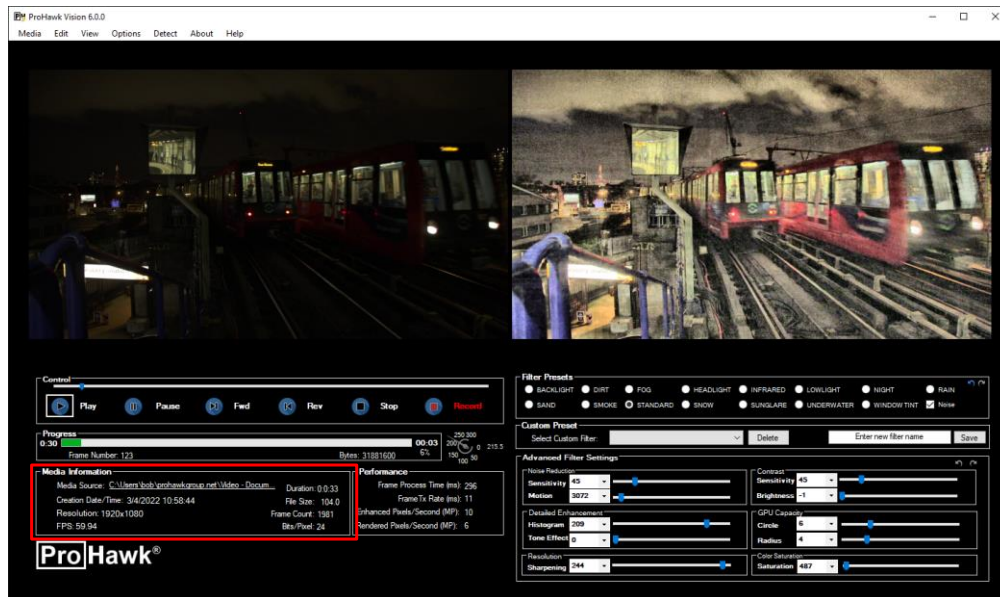 ProHawk Vision 6.0.0
Media Edit View Options Detect About Help
Control
Play Pause Fwd Rev Stop Record
Progress
0:30 00:03
Frame Number: 123 Bytes: 31881600 6%
250 300
200 0 215.5
150 50
100
Media Information
Media Source: C:\Users\bob\prohawkgroup.net\Video - Docum... Duration: 0:0:33
Creation Date/Time: 3/4/2022 10:58:44 File Size: 104.0
Resolution: 1920x1080 Frame Count: 1981
FPS: 59.94 Bits/Pixel: 24
Performance
Frame Process Time (ms): 296
Frame Tx Rate (ms): 11
Enhanced Pixels/Second (MP): 10
Rendered Pixels/Second (MP): 6
ProHawk®
Filter Presets
BACKLIGHT DIRT FOG HEADLIGHT INFRARED LOWLIGHT NIGHT RAIN
SAND SMOKE STANDARD SNOW SUNGLARE UNDERWATER WINDOW TINT Noise
Custom Preset
Select Custom Filter: Delete Enter new filter name Save
Advanced Filter Settings
Noise Reduction
Sensitivity 45
Motion 3072
Contrast
Sensitivity 45
Brightness -1
Detailed Enhancement
Histogram 209
Tone Effect 0
GPU Capacity
Circle 6
Radius 4
Resolution
Sharpening 244
Color Saturation
Saturation 487